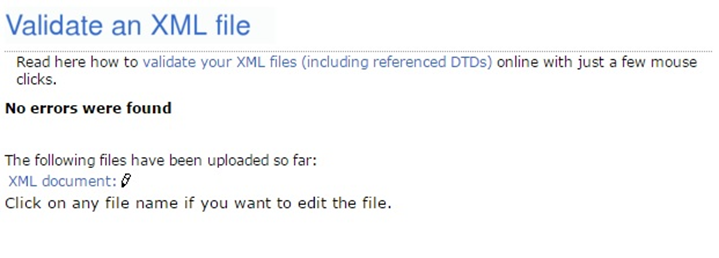 Validate an XML file
Read here how to validate your XML files (including referenced DTDs) online with just a few mouse
clicks.
No errors were found
The following files have been uploaded so far:
XML document:
Click on any file name if you want to edit the file.